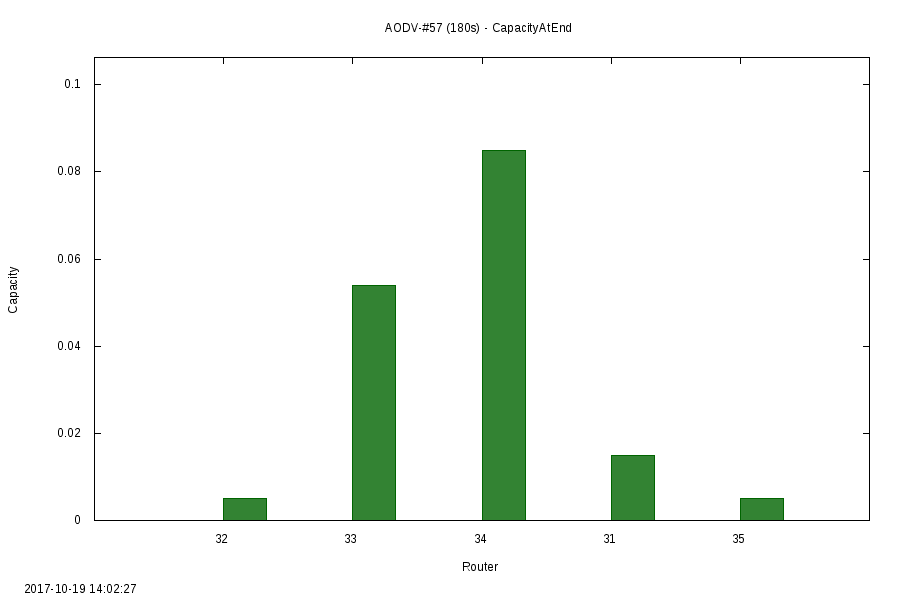 AODV-#57 (180s) - CapacityAtEnd
0.1
0.08
0.06
0.04
0.02
0
Capacity
32 33 34 31 35
Router
2017-10-19 14:02:27